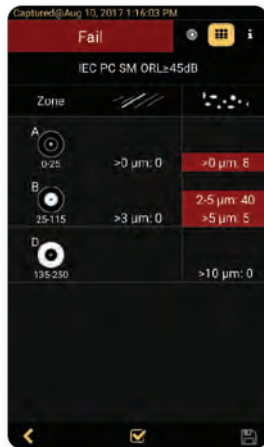 Captured@Aug 10, 2017 1:16:03 PM
Fail
i
IEC PC SM ORL≥45dB
Zone
A
0-25
>0 µm: 0
>0 µm: 8
B
25-115
>3 µm: 0
2-5 µm: 40
>5 µm: 5
D
135-250
>10 µm: 0